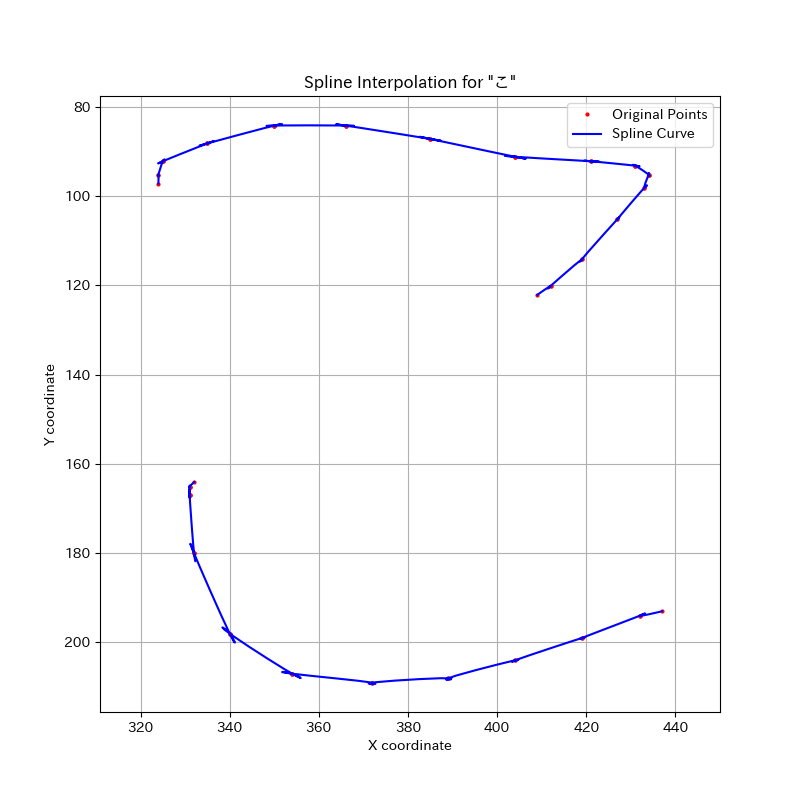 Spline Interpolation for "こ"
Original Points
Spline Curve
80
100
120
140
160
180
200
Y coordinate
320 340 360 380 400 420 440
X coordinate